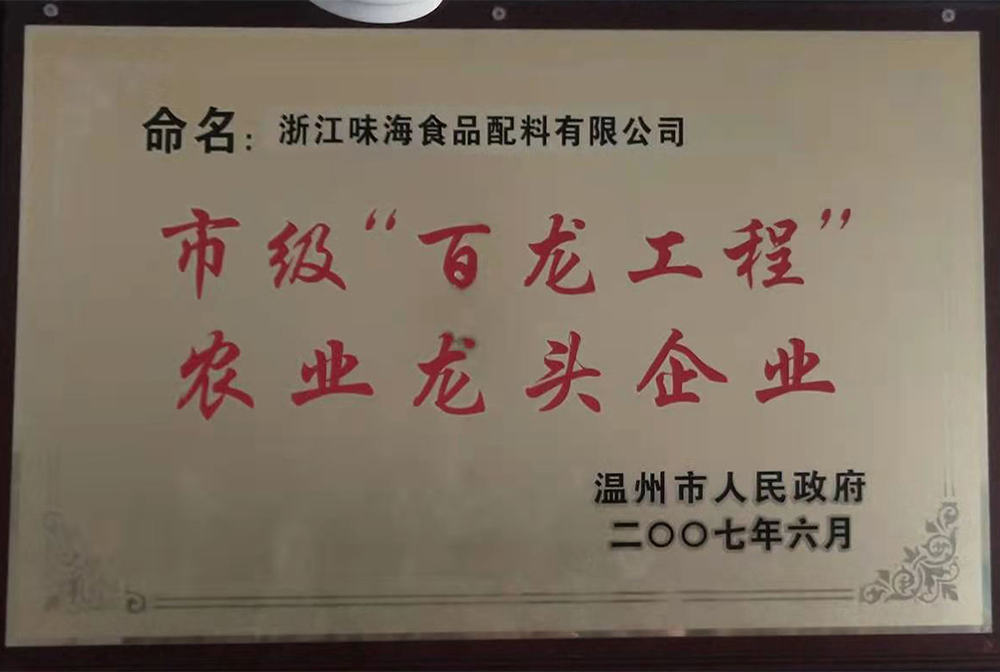 命名：浙江味海食品配料有限公司
市级“百龙工程”
农业龙头企业
温州市人民政府
二〇〇七年六月